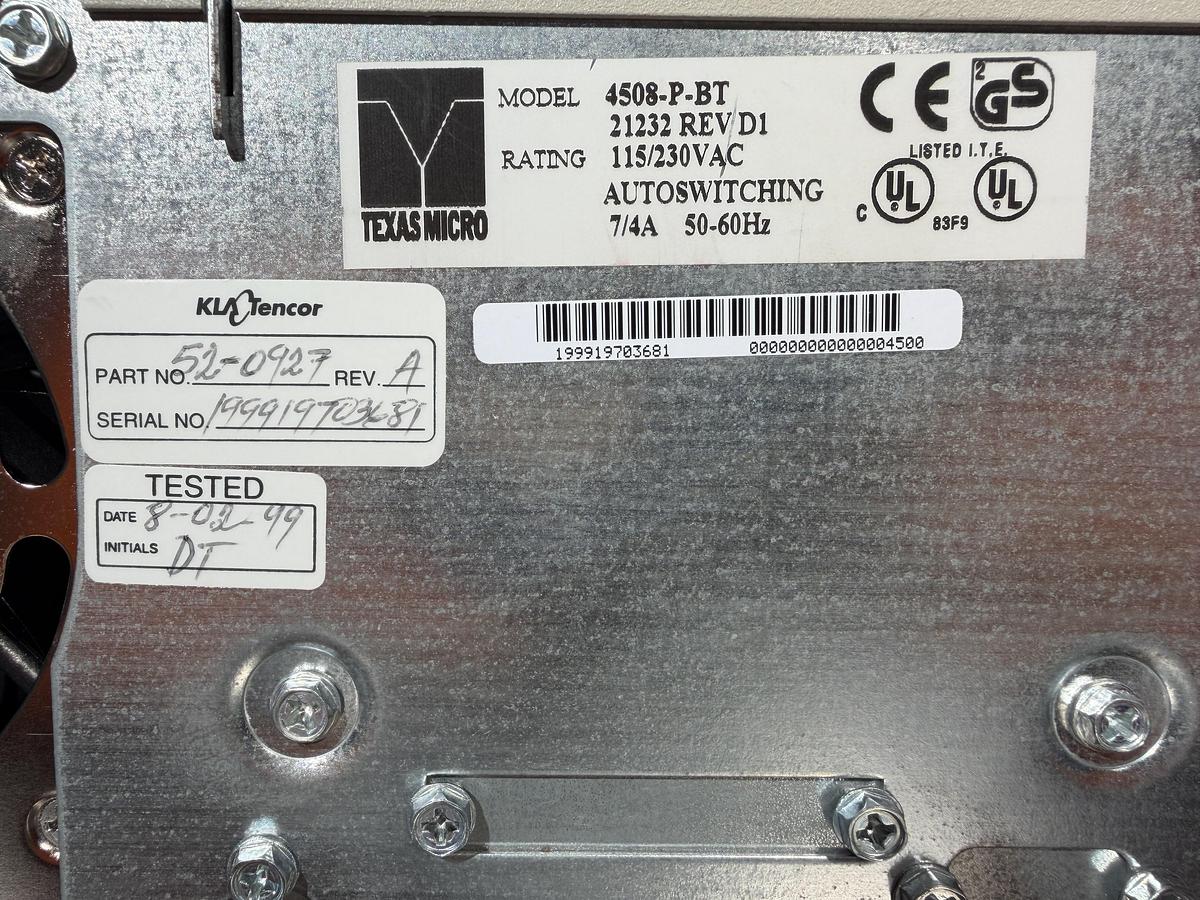 TEXAS MICRO
MODEL 4508-P-BT
21232 REV D1
RATING 115/230VAC
AUTOSWITCHING
7/4A 50-60Hz
CE
2 GS
LISTED I.T.E.
C UL UL
83F9
KLA Tencor
PART NO. 52-0927 REV. A
SERIAL NO. 199919703681
199919703681 000000000000004500
TESTED
DATE 8-02-99
INITIALS DT